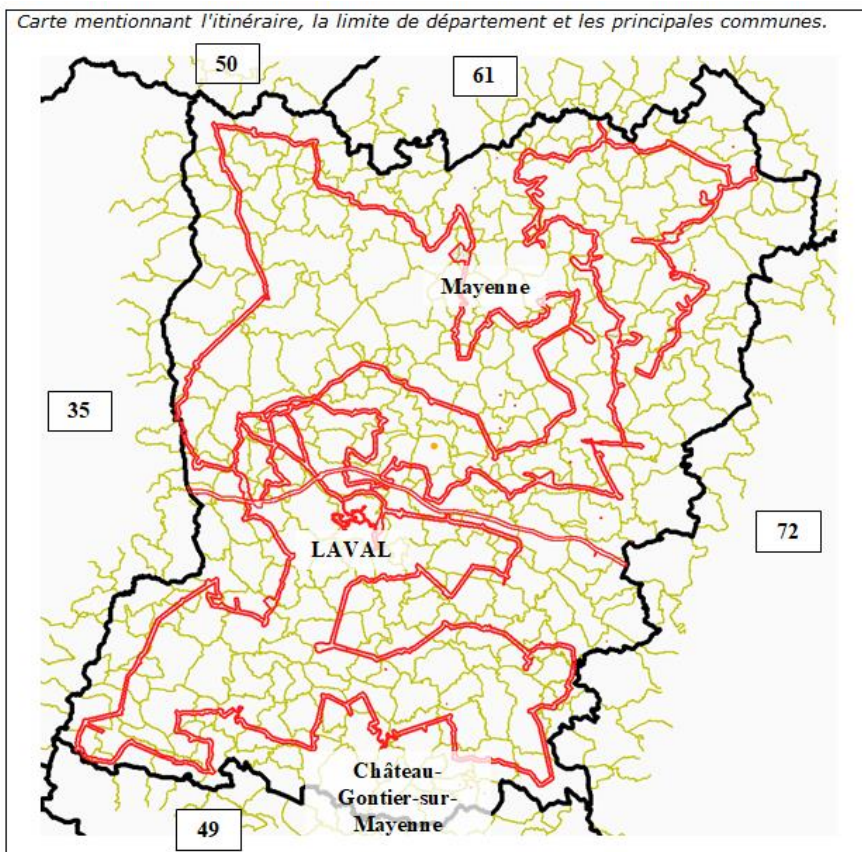 Carte mentionnant l'itinéraire, la limite de département et les principales communes.
50
61
Mayenne
35
72
LAVAL
Château-
Gontier-sur-
Mayenne
49